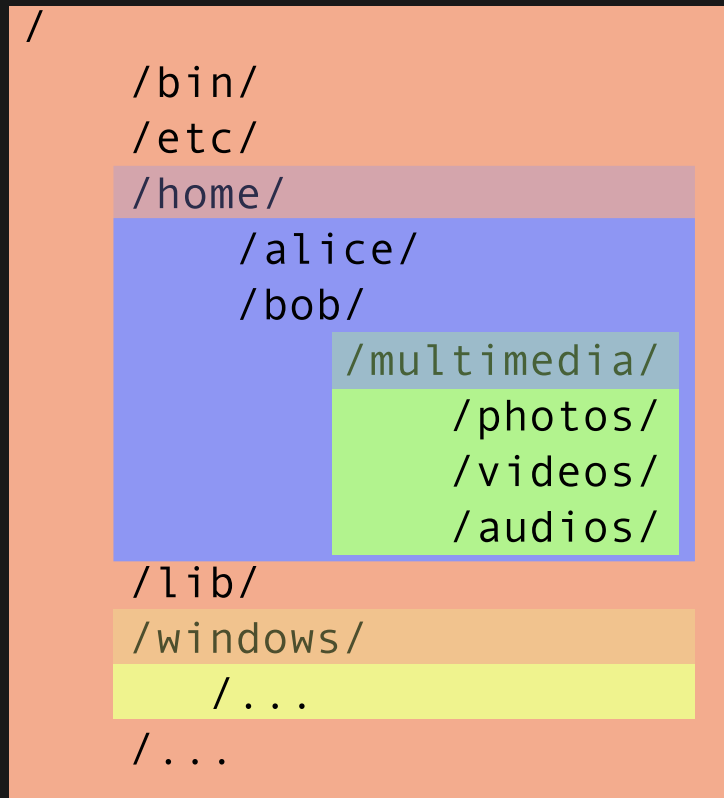 /
/bin/
/etc/
/home/
/alice/
/bob/
/multimedia/
/photos/
/videos/
/audios/
/lib/
/windows/
/...
/...